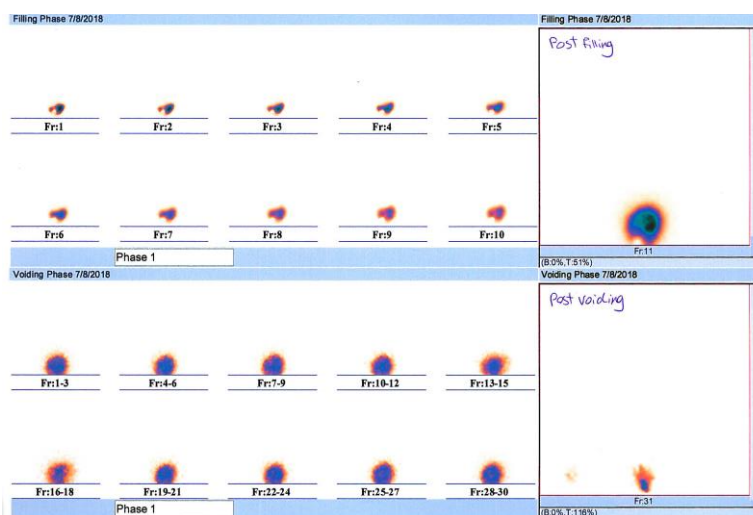 Filling Phase 7/8/2018
Fr:1 Fr:2 Fr:3 Fr:4 Fr:5
Fr:6 Fr:7 Fr:8 Fr:9 Fr:10
Phase 1
Filling Phase 7/8/2018
Post filling
Fr:11
(B:0%,T:51%)
Voiding Phase 7/8/2018
Fr:1-3 Fr:4-6 Fr:7-9 Fr:10-12 Fr:13-15
Fr:16-18 Fr:19-21 Fr:22-24 Fr:25-27 Fr:28-30
Phase 1
Voiding Phase 7/8/2018
Post voiding
Fr:31
(B:0%,T:116%)